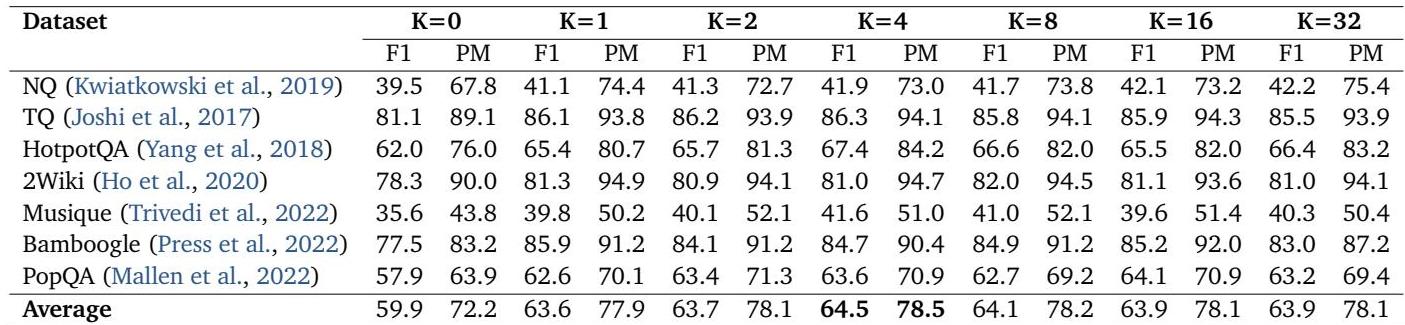 Dataset K=0 K=1 K=2 K=4 K=8 K=16 K=32
F1 PM F1 PM F1 PM F1 PM F1 PM F1 PM F1 PM
NQ (Kwiatkowski et al., 2019) 39.5 67.8 41.1 74.4 41.3 72.7 41.9 73.0 41.7 73.8 42.1 73.2 42.2 75.4
TQ (Joshi et al., 2017) 81.1 89.1 86.1 93.8 86.2 93.9 86.3 94.1 85.8 94.1 85.9 94.3 85.5 93.9
HotpotQA (Yang et al., 2018) 62.0 76.0 65.4 80.7 65.7 81.3 67.4 84.2 66.6 82.0 65.5 82.0 66.4 83.2
2Wiki (Ho et al., 2020) 78.3 90.0 81.3 94.9 80.9 94.1 81.0 94.7 82.0 94.5 81.1 93.6 81.0 94.1
Musique (Trivedi et al., 2022) 35.6 43.8 39.8 50.2 40.1 52.1 41.6 51.0 41.0 52.1 39.6 51.4 40.3 50.4
Bamboogle (Press et al., 2022) 77.5 83.2 85.9 91.2 84.1 91.2 84.7 90.4 84.9 91.2 85.2 92.0 83.0 87.2
PopQA (Mallen et al., 2022) 57.9 63.9 62.6 70.1 63.4 71.3 63.6 70.9 62.7 69.2 64.1 70.9 63.2 69.4
Average 59.9 72.2 63.6 77.9 63.7 78.1 64.5 78.5 64.1 78.2 63.9 78.1 63.9 78.1